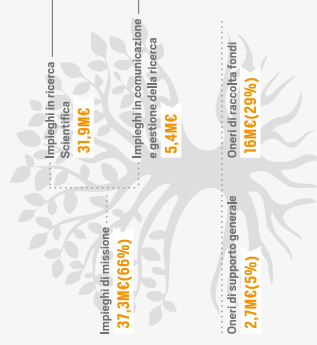 Impieghi di missione
37,3M€(66%)
Impieghi in ricerca
Scientifica
31,9M€
Impieghi in comunicazione
e gestione della ricerca
5,4M€
Oneri di supporto generale
2,7M€(5%)
Oneri di raccolta fondi
16M€(29%)